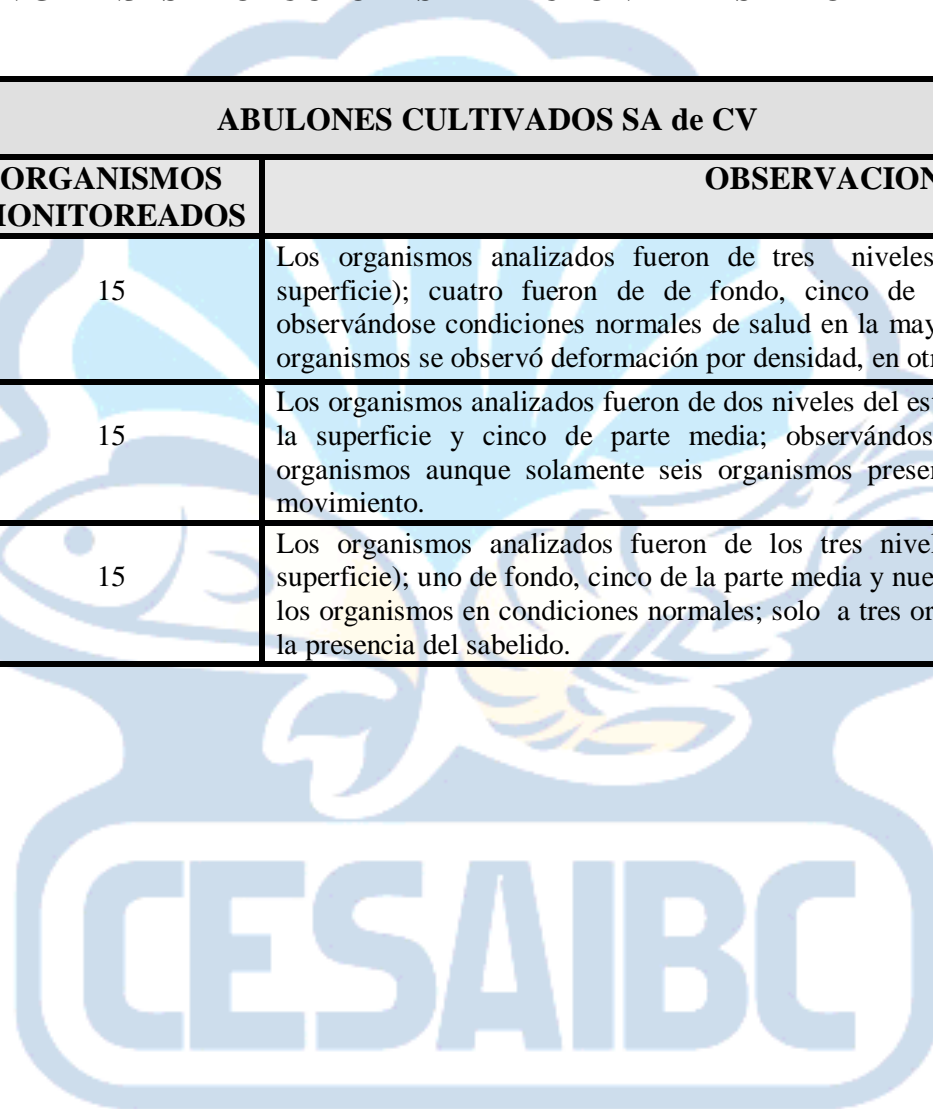 ABULONES CULTIVADOS SA de CV
ORGANISMOS
MONITOREADOS
OBSERVACION
15
Los organismos analizados fueron de tres niveles
superficie); cuatro fueron de de fondo, cinco de
observándose condiciones normales de salud en la may
organismos se observó deformación por densidad, en otr
15
Los organismos analizados fueron de dos niveles del es
la superficie y cinco de parte media; observándos
organismos aunque solamente seis organismos prese
movimiento.
15
Los organismos analizados fueron de los tres nivel
superficie); uno de fondo, cinco de la parte media y nue
los organismos en condiciones normales; solo a tres or
la presencia del sabelido.
CESAIBC